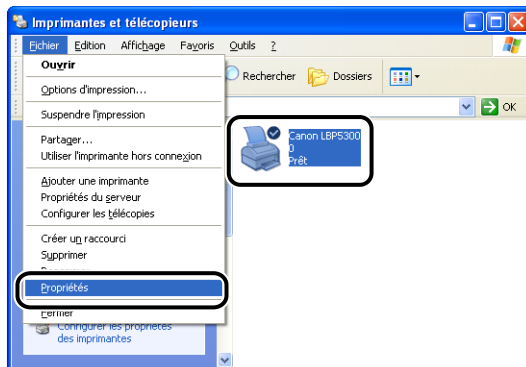 Imprimantes et télécopieurs
Fichier Edition Affichage Favoris Outils ?
Ouvrir
Rechercher Dossiers
Options d'impression...
Suspendre l'impression
OK
Partager...
Utiliser l'imprimante hors connexion
Canon LBP5300
0
Prêt
Ajouter une imprimante
Propriétés du serveur
Configurer les télécopies
Créer un raccourci
Supprimer
Propriétés
Fermer
Configurer les propriétés
des imprimantes